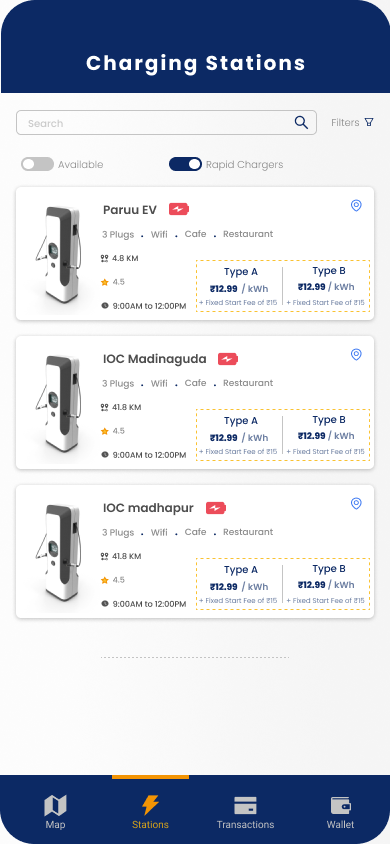 Charging Stations
Search
Filters
Available
Rapid Chargers
Paruu EV
3 Plugs . Wifi . Cafe . Restaurant
4.8 KM
4.5
9:00AM to 12:00PM
Type A
₹12.99 / kWh
+ Fixed Start Fee of ₹15
Type B
₹12.99 / kWh
+ Fixed Start Fee of ₹15
IOC Madinaguda
3 Plugs . Wifi . Cafe . Restaurant
41.8 KM
4.5
9:00AM to 12:00PM
Type A
₹12.99 / kWh
+ Fixed Start Fee of ₹15
Type B
₹12.99 / kWh
+ Fixed Start Fee of ₹15
IOC madhapur
3 Plugs . Wifi . Cafe . Restaurant
41.8 KM
4.5
9:00AM to 12:00PM
Type A
₹12.99 / kWh
+ Fixed Start Fee of ₹15
Type B
₹12.99 / kWh
+ Fixed Start Fee of ₹15
Map
Stations
Transactions
Wallet